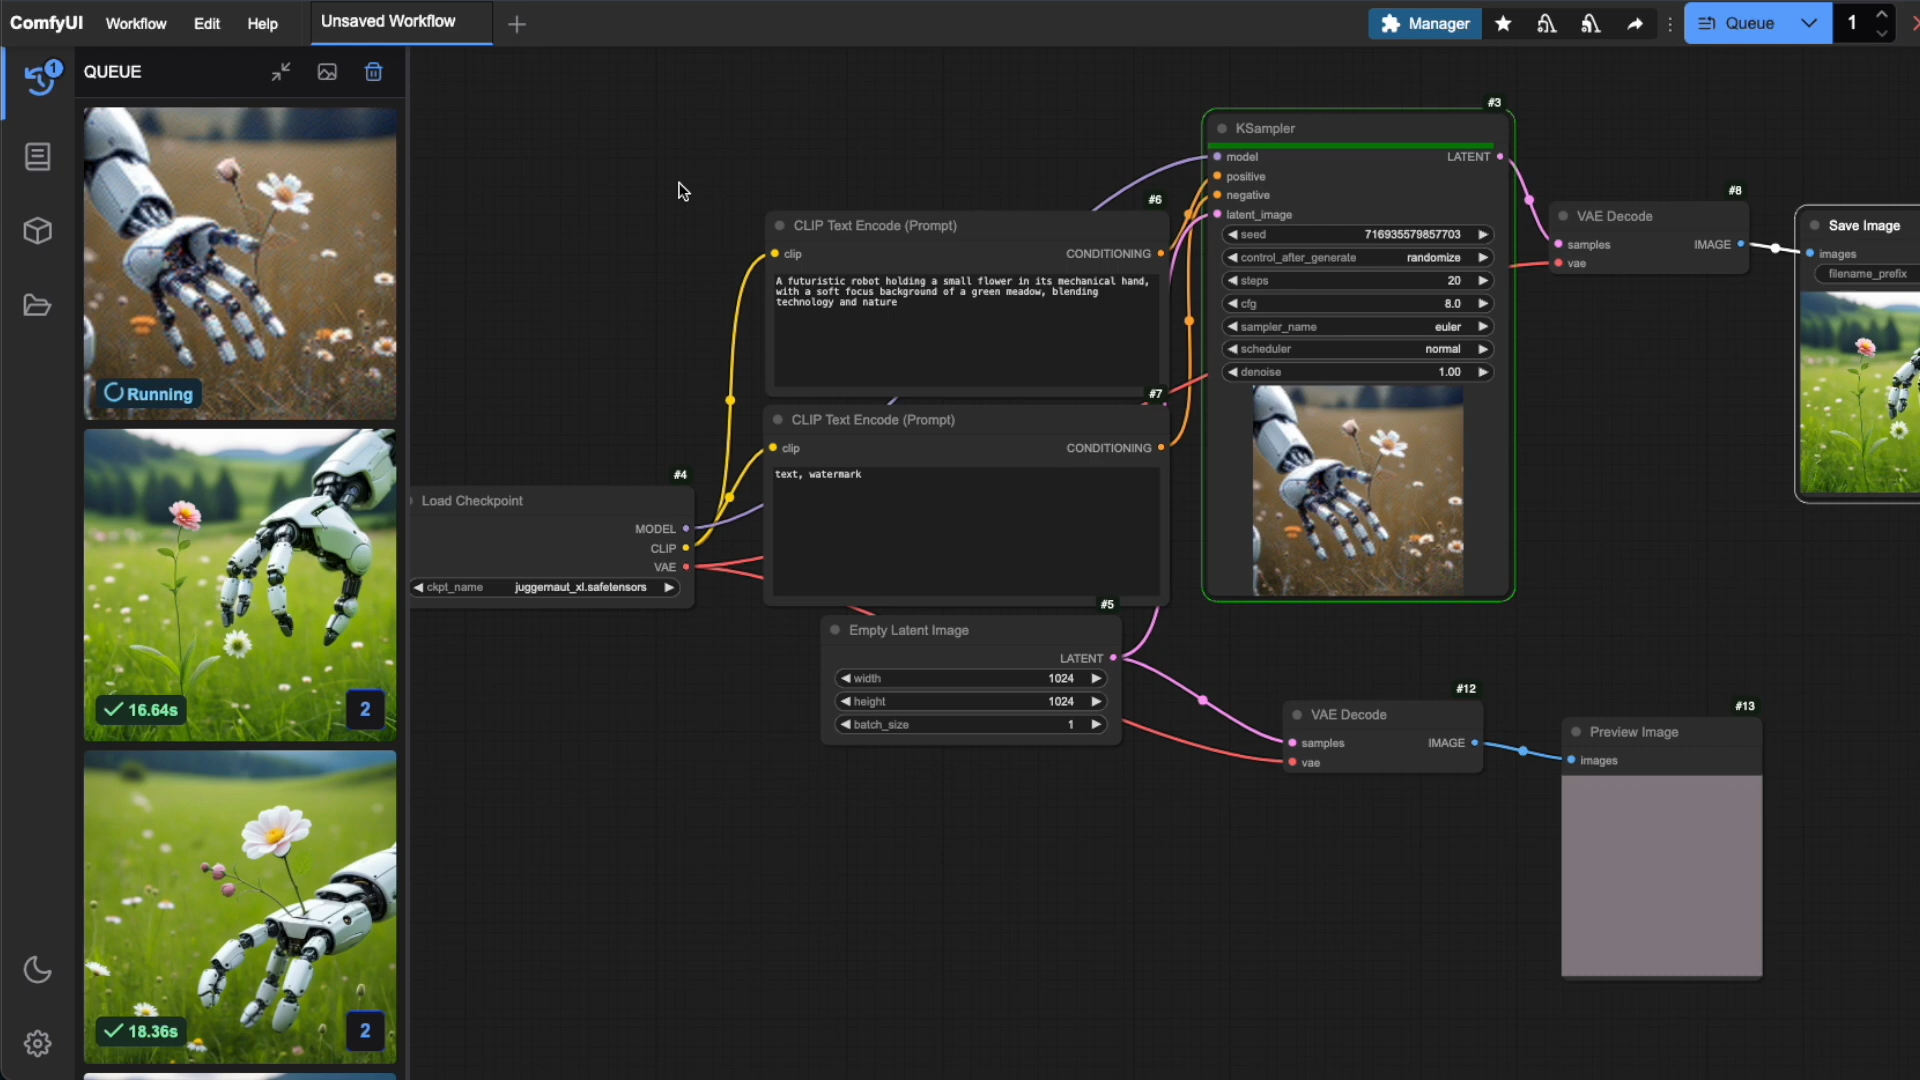 ComfyUI Workflow Edit Help Unsaved Workflow Manager Queue 1
1
QUEUE
Running
16.64s 2
18.36s 2
#4
Load Checkpoint
MODEL
CLIP
VAE
ckpt_name juggernaut_xl.safetensors
#6
CLIP Text Encode (Prompt)
clip CONDITIONING
A futuristic robot holding a small flower in its mechanical hand,
with a soft focus background of a green meadow, blending
technology and nature
#7
CLIP Text Encode (Prompt)
clip CONDITIONING
text, watermark
#5
Empty Latent Image
LATENT
width 1024
height 1024
batch_size 1
#3
KSampler
model LATENT
positive
negative
latent_image
seed 716935579857703
control_after_generate randomize
steps 20
cfg 8.0
sampler_name euler
scheduler normal
denoise 1.00
#8
VAE Decode
samples IMAGE
vae
Save Image
images
filename_prefix
#12
VAE Decode
samples IMAGE
vae
#13
Preview Image
images